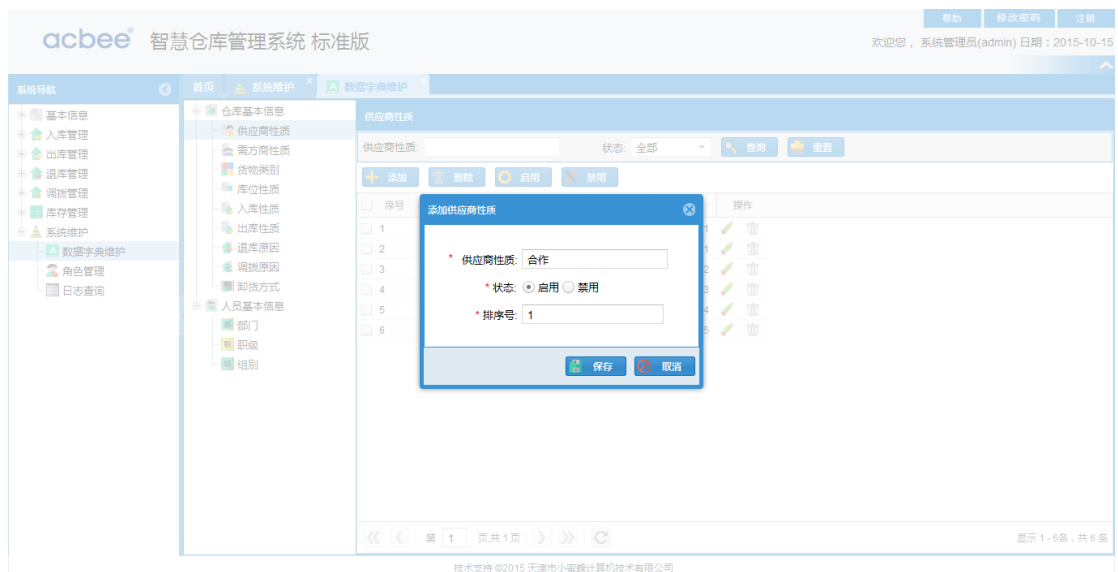 帮助 修改密码 注销
acbee 智慧仓库管理系统 标准版
欢迎您， 系统管理员(admin) 日期：2015-10-15
系统导航
首页 系统维护 数据字典维护
基本信息
入库管理
出库管理
退库管理
调拨管理
库存管理
系统维护
数据字典维护
角色管理
日志查询
仓库基本信息
供应商性质
需方商性质
货物类别
库位性质
入库性质
出库性质
退库原因
调拨原因
卸货方式
人员基本信息
部门
职级
组别
供应商性质
供应商性质: 状态: 全部 查询 重置
添加 删除 启用 禁用
序号 操作
1 1
2 1
3 2
4 3
5 4
6 5
添加供应商性质
* 供应商性质: 合作
* 状态: 启用 禁用
* 排序号: 1
保存 取消
第 1 页,共 1 页
显示 1 - 6条，共 6 条
技术支持 ©2015 天津市小蜜蜂计算机技术有限公司